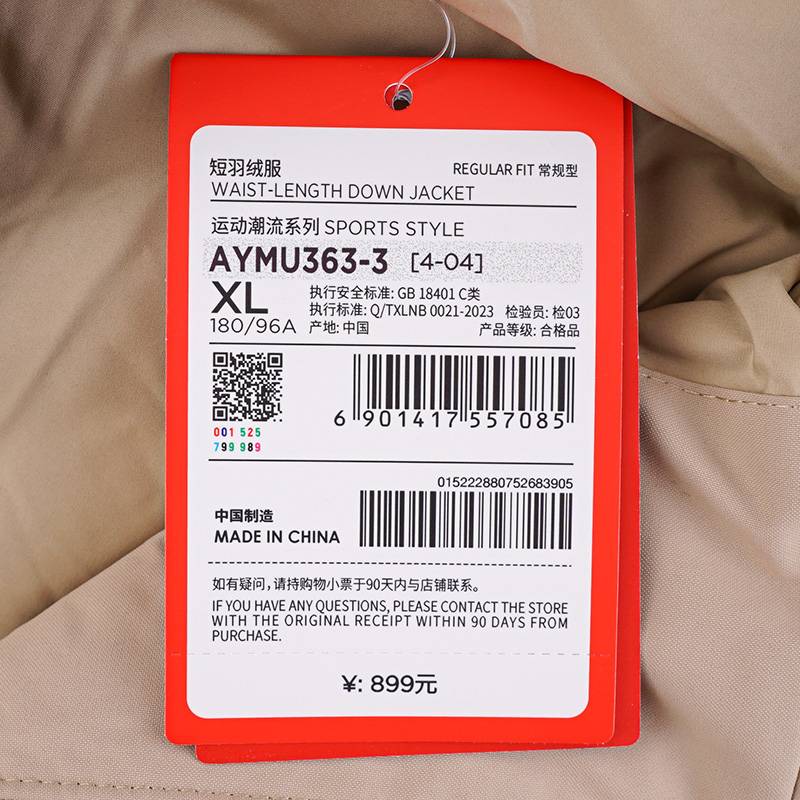 短羽绒服
REGULAR FIT 常规型
WAIST-LENGTH DOWN JACKET
运动潮流系列 SPORTS STYLE
AYMU363-3 [4-04]
XL
180/96A
执行安全标准: GB 18401 C类
执行标准: Q/TXLNB 0021-2023 检验员: 检03
产地: 中国 产品等级: 合格品
001 525
799 989
6 901417 557085
015222880752683905
中国制造
MADE IN CHINA
如有疑问，请持购物小票于90天内与店铺联系。
IF YOU HAVE ANY QUESTIONS, PLEASE CONTACT THE STORE
WITH THE ORIGINAL RECEIPT WITHIN 90 DAYS FROM
PURCHASE.
¥: 899元